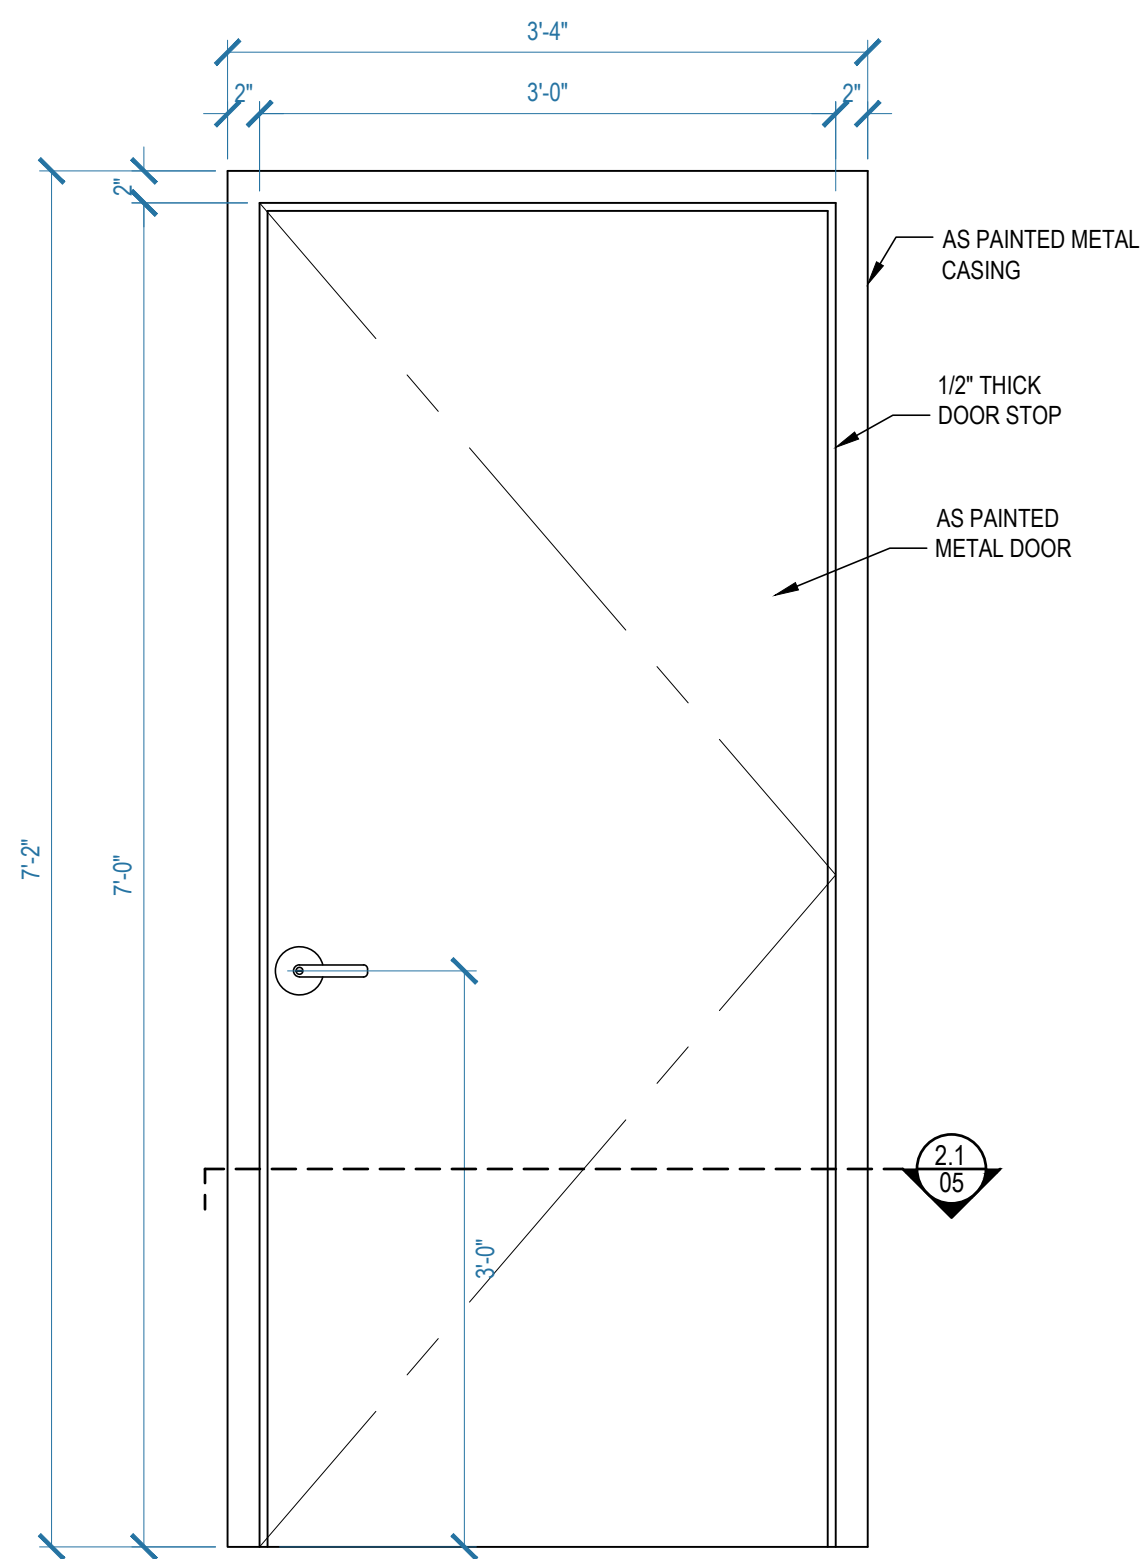 3'-4"
2"
3'-0"
2"
2"
AS PAINTED METAL
CASING
1/2" THICK
DOOR STOP
AS PAINTED
METAL DOOR
7'-2"
7'-0"
2.1
05
3'-0"